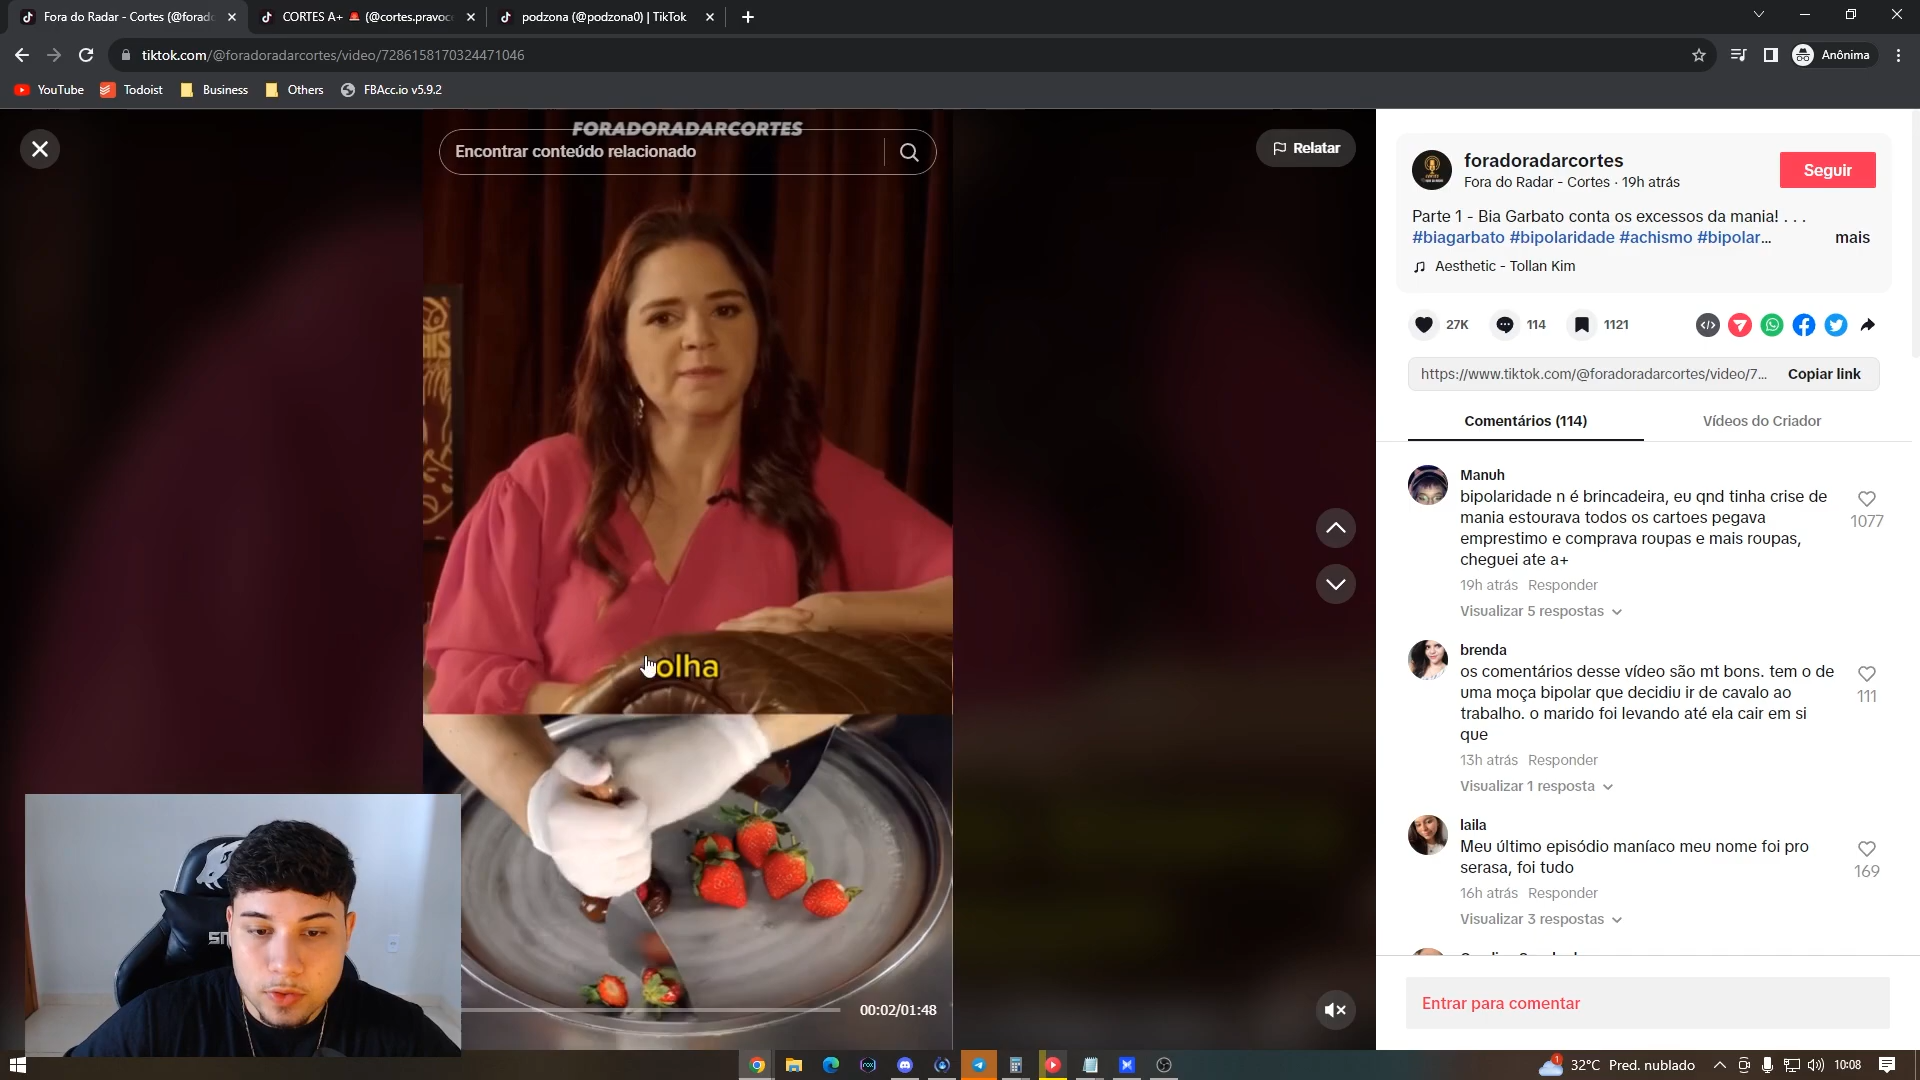 Fora do Radar - Cortes (@forad
CORTES A+ 🚨 (@cortes.pravoc
podzona (@podzona0) | TikTok
tiktok.com/@foradoradarcortes/video/7286158170324471046
Anônima
YouTube
Todoist
Business
Others
FBAcc.io v5.9.2
FORADORADARCORTES
Encontrar conteúdo relacionado
Relatar
olha
00:02/01:48
foradoradarcortes
Fora do Radar - Cortes · 19h atrás
Seguir
Parte 1 - Bia Garbato conta os excessos da mania! . . .
#biagarbato #bipolaridade #achismo #bipolar...
mais
Aesthetic - Tollan Kim
27K
114
1121
https://www.tiktok.com/@foradoradarcortes/video/7...
Copiar link
Comentários (114)
Vídeos do Criador
Manuh
bipolaridade n é brincadeira, eu qnd tinha crise de
mania estourava todos os cartoes pegava
emprestimo e comprava roupas e mais roupas,
cheguei ate a+
1077
19h atrás Responder
Visualizar 5 respostas
brenda
os comentários desse vídeo são mt bons. tem o de
uma moça bipolar que decidiu ir de cavalo ao
trabalho. o marido foi levando até ela cair em si
que
111
13h atrás Responder
Visualizar 1 resposta
laila
Meu último episódio maníaco meu nome foi pro
serasa, foi tudo
169
16h atrás Responder
Visualizar 3 respostas
Entrar para comentar
1
32°C Pred. nublado
10:08